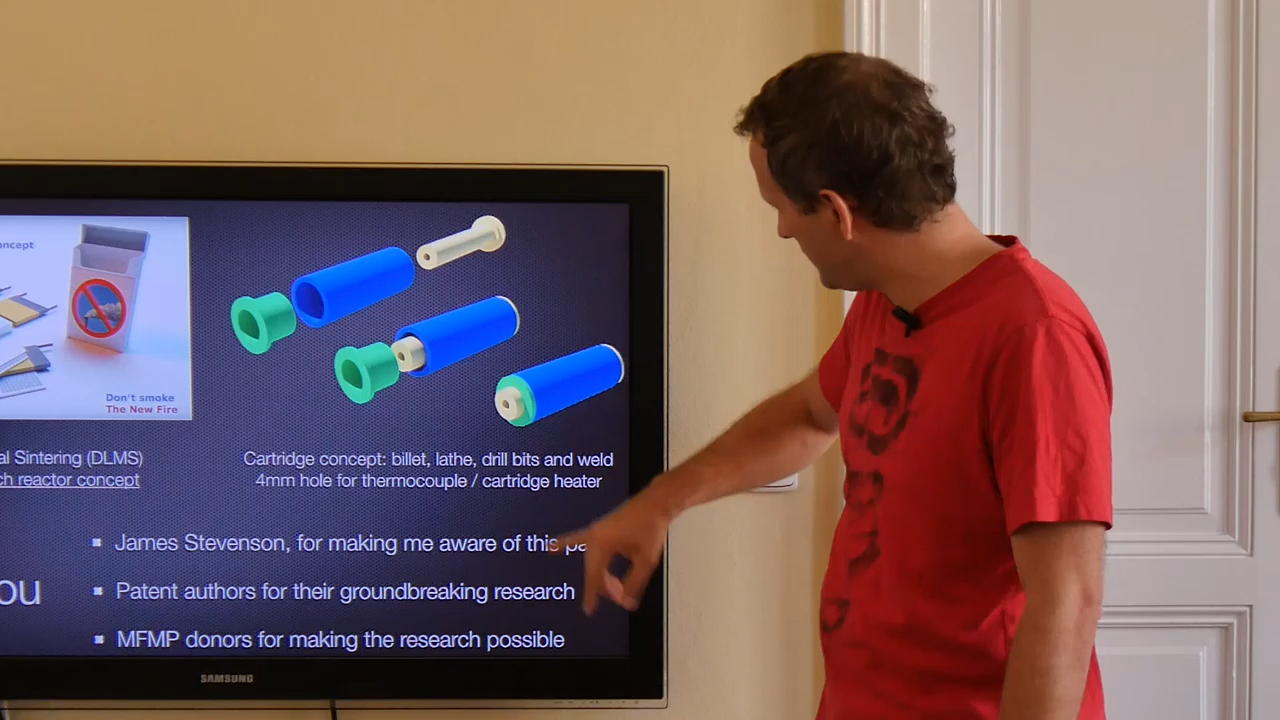 oncept
Don't smoke
The New Fire
al Sintering (DLMS)
ch reactor concept
Cartridge concept: billet, lathe, drill bits and weld
4mm hole for thermocouple / cartridge heater
James Stevenson, for making me aware of this pa
ou
Patent authors for their groundbreaking research
MFMP donors for making the research possible
SAMSUNG